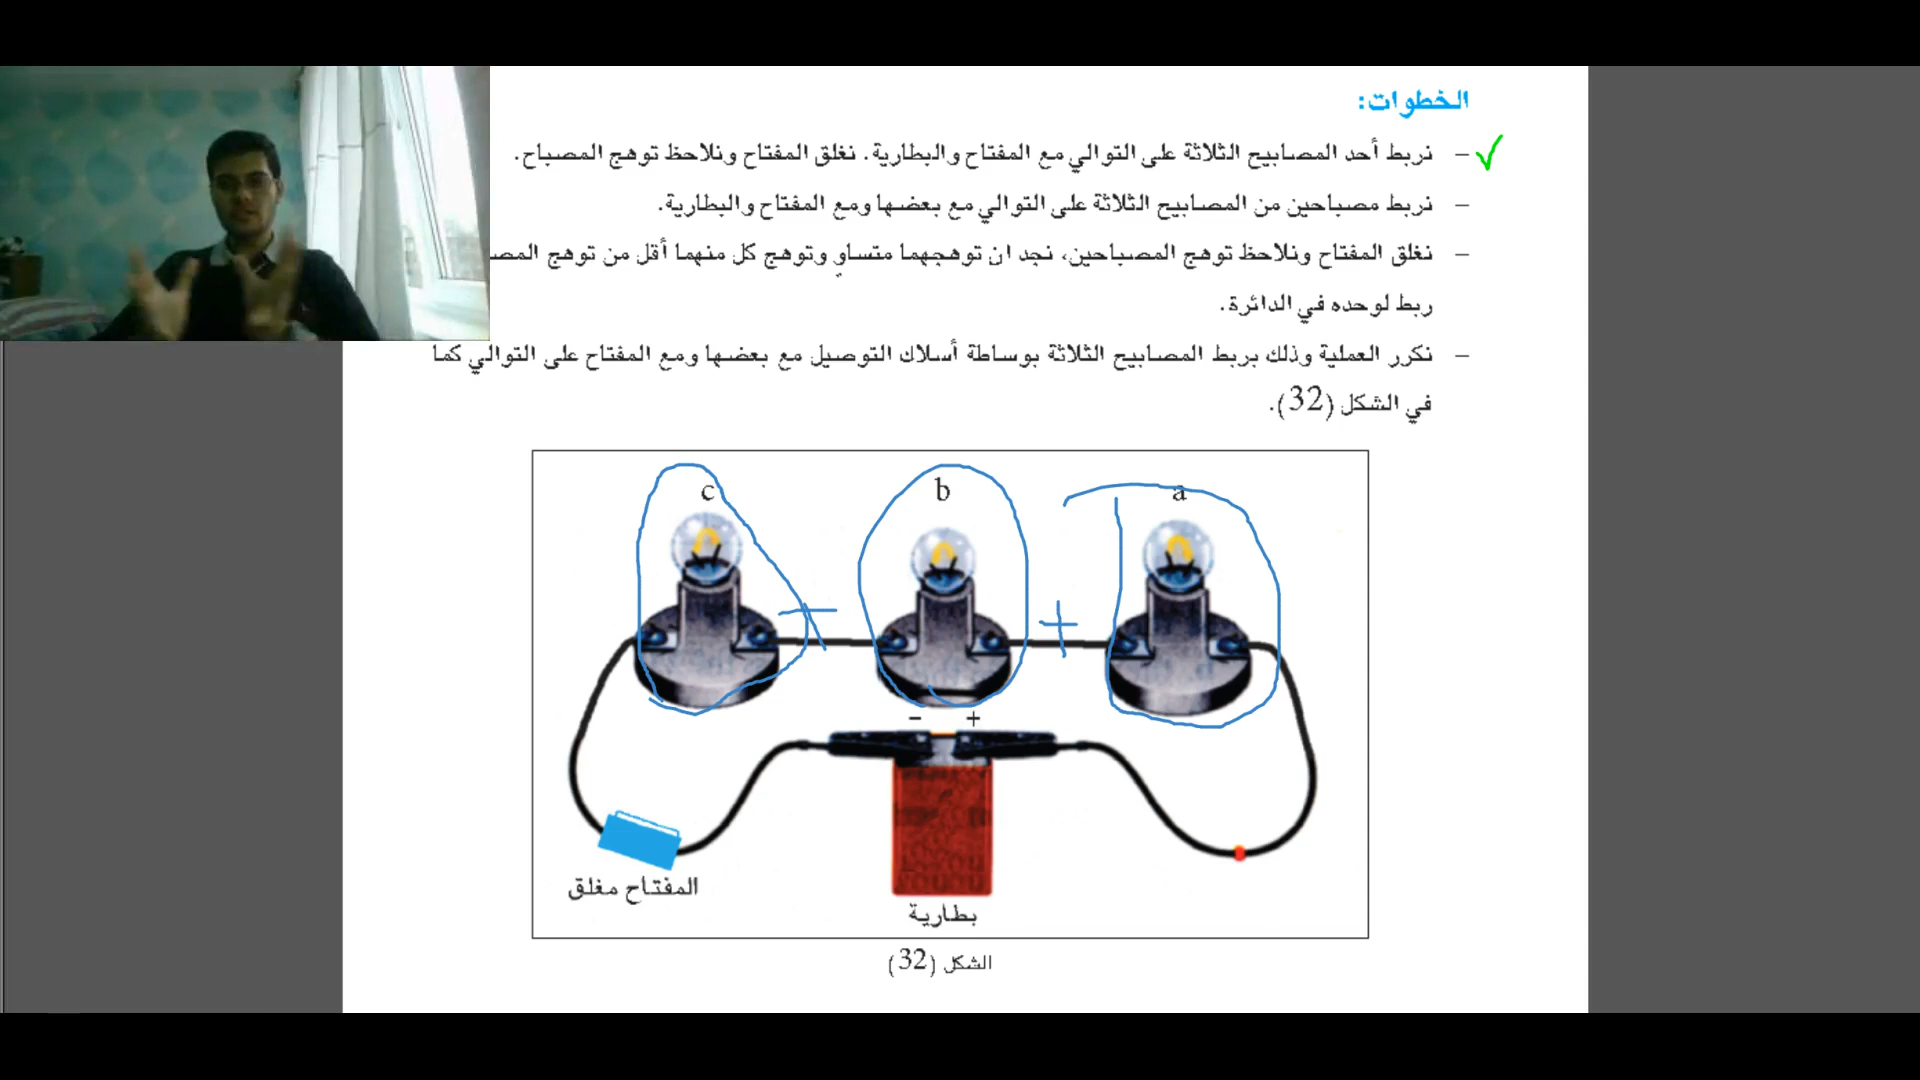 الخطوات:
– نربط أحد المصابيح الثلاثة على التوالي مع المفتاح والبطارية. نغلق المفتاح ونلاحظ توهج المصباح.
– نربط مصباحين من المصابيح الثلاثة على التوالي مع بعضها ومع المفتاح والبطارية.
– نغلق المفتاح ونلاحظ توهج المصباحين، نجد ان توهجهما متساوٍ وتوهج كل منهما أقل من توهج
ربط لوحده في الدائرة.
– نكرر العملية وذلك بربط المصابيح الثلاثة بوساطة أسلاك التوصيل مع بعضها ومع المفتاح على التوالي كما
في الشكل (32).
c b a
+ +
– +
المفتاح مغلق
بطارية
الشكل (32)